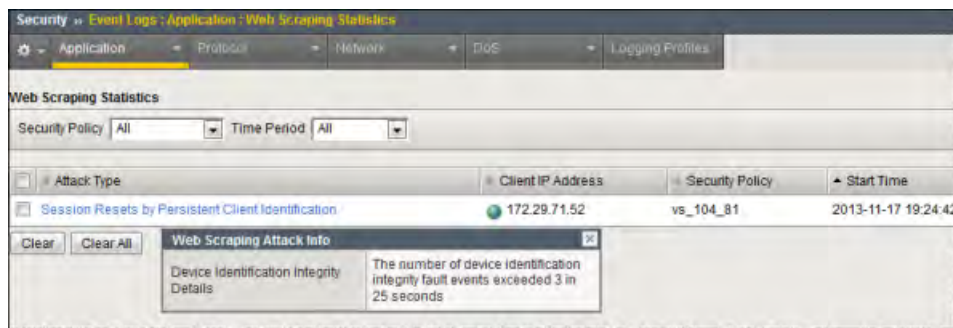 Security » Event Logs : Application : Web Scraping Statistics
Application Protocol Network DoS Logging Profiles
Web Scraping Statistics
Security Policy All Time Period All
Attack Type Client IP Address Security Policy Start Time
Session Resets by Persistent Client Identification 172.29.71.52 vs_104_81 2013-11-17 19:24:42
Clear Clear All
Web Scraping Attack Info
Device Identification Integrity Details
The number of device identification
integrity fault events exceeded 3 in
25 seconds